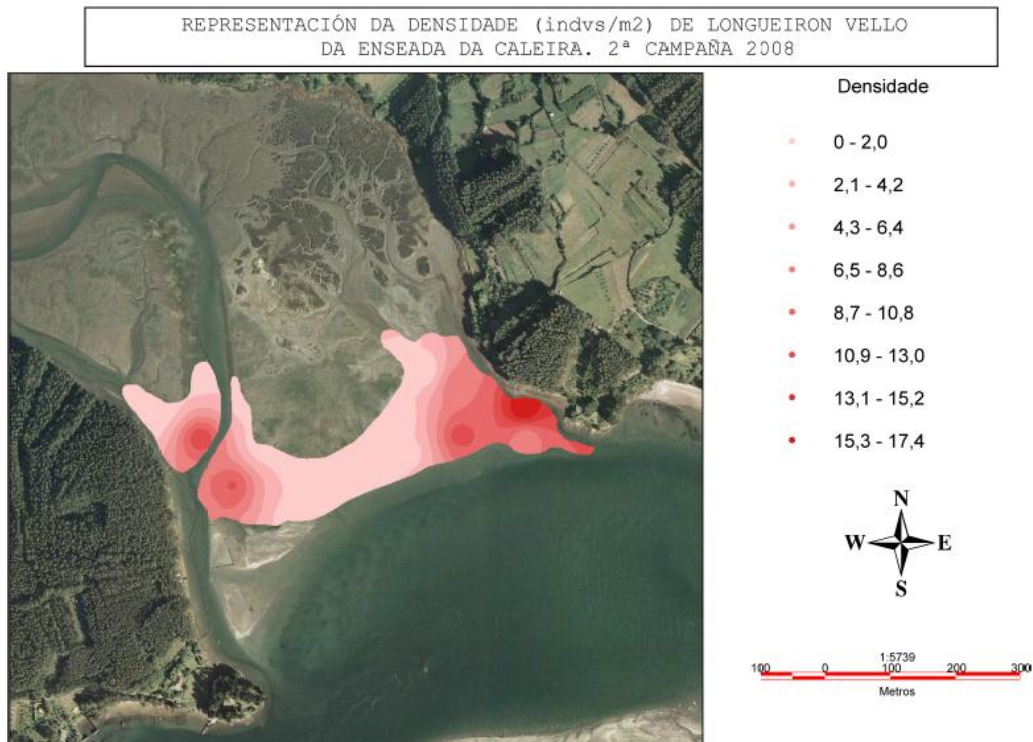 REPRESENTACIÓN DA DENSIDADE (indvs/m2) DE LONGUEIRON VELLO
DA ENSEADA DA CALEIRA. 2ª CAMPAÑA 2008
Densidade
0 - 2,0
2,1 - 4,2
4,3 - 6,4
6,5 - 8,6
8,7 - 10,8
10,9 - 13,0
13,1 - 15,2
15,3 - 17,4
N
W E
S
1:5739
100 0 100 200 300
Metros